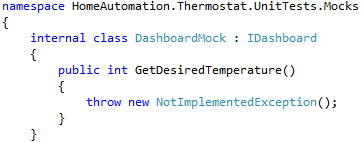 namespace HomeAutomation.Thermostat.UnitTests.Mocks
{
    internal class DashboardMock : IDashboard
    {
        public int GetDesiredTemperature()
        {
            throw new NotImplementedException();
        }
    }